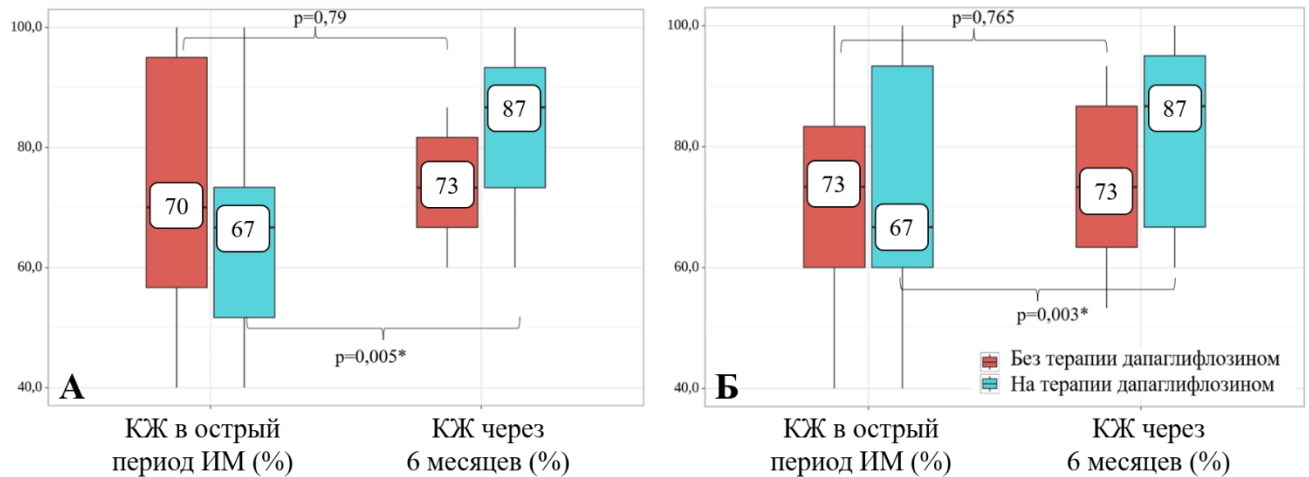 100,0
80,0
60,0
40,0
p=0,79
70
67
73
87
p=0,005*
А
КЖ в острый
период ИМ (%)
КЖ через
6 месяцев (%)
100,0
80,0
60,0
40,0
p=0,765
73
67
73
87
p=0,003*
Без терапии дапаглифлозином
На терапии дапаглифлозином
Б
КЖ в острый
период ИМ (%)
КЖ через
6 месяцев (%)